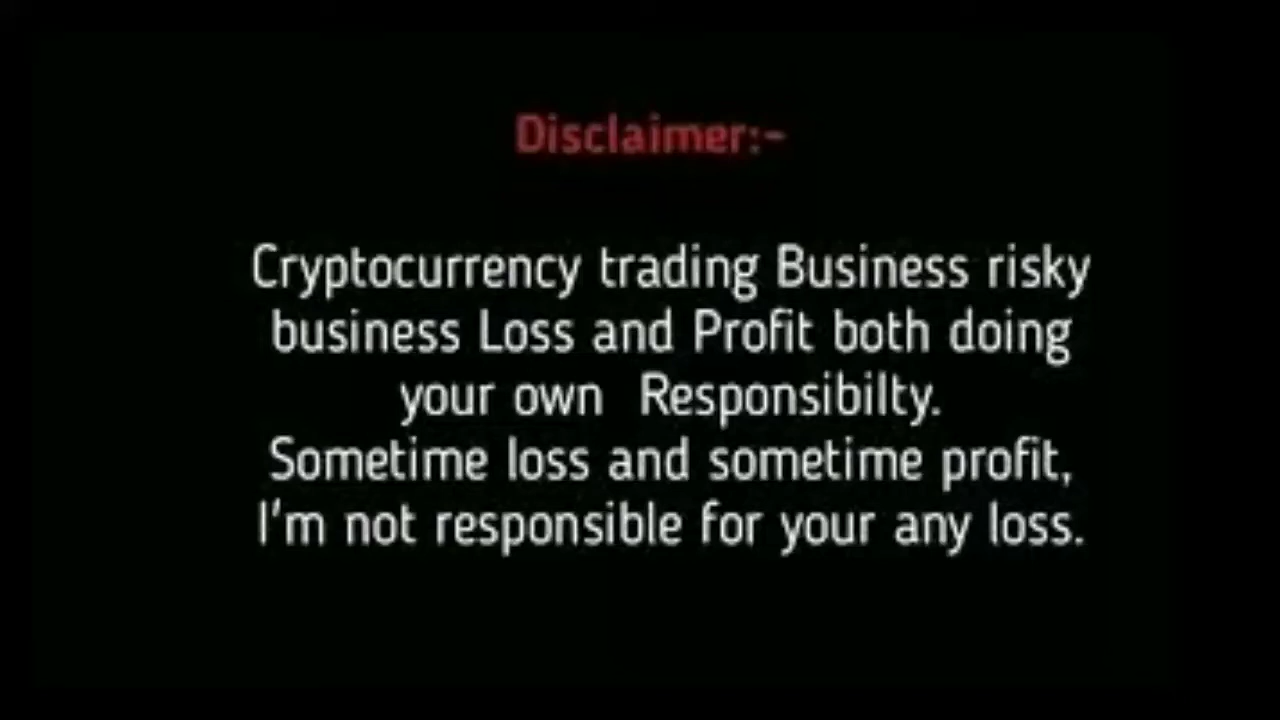 Disclaimer:-
Cryptocurrency trading Business risky
business Loss and Profit both doing
your own Responsibilty.
Sometime loss and sometime profit,
I'm not responsible for your any loss.